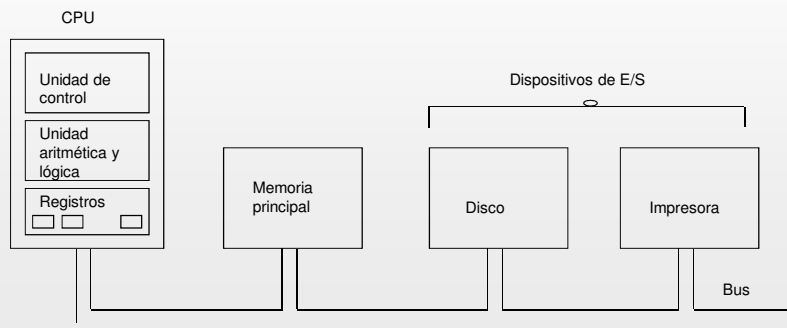 CPU
Unidad de
control
Unidad
aritmética y
lógica
Registros
Memoria
principal
Dispositivos de E/S
Disco
Impresora
Bus